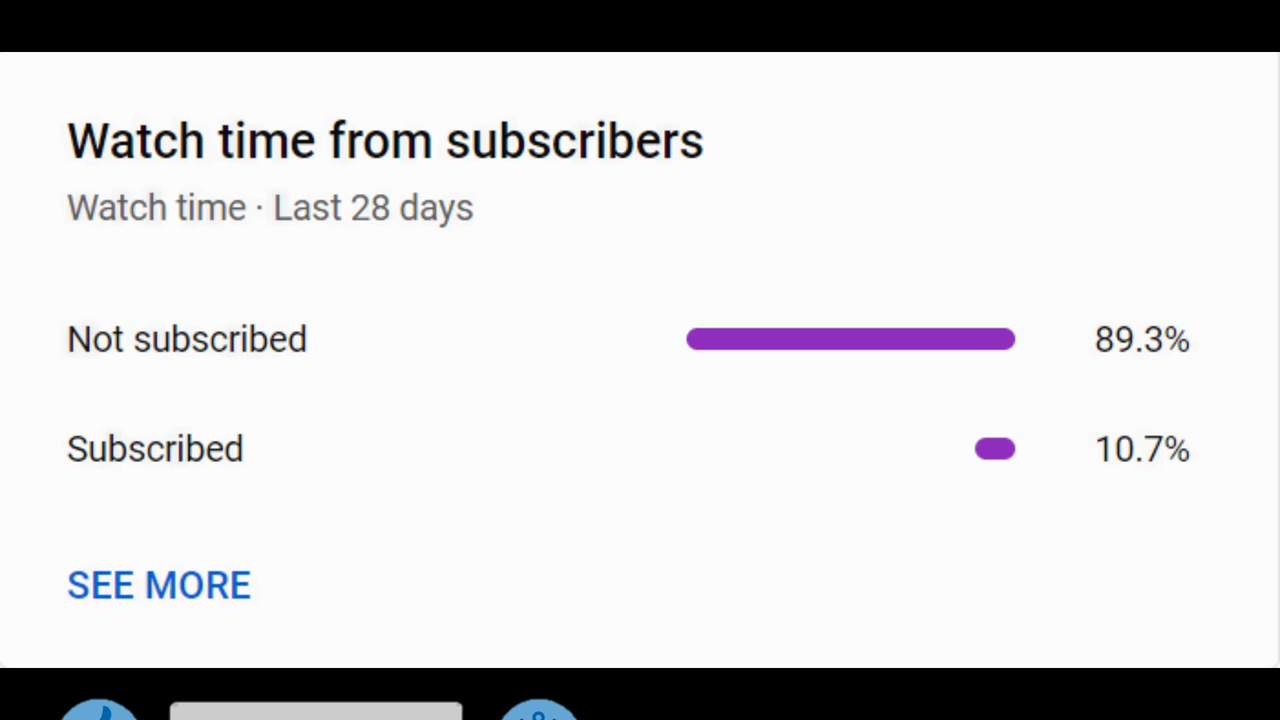 Watch time from subscribers
Watch time · Last 28 days
Not subscribed 89.3%
Subscribed 10.7%
SEE MORE